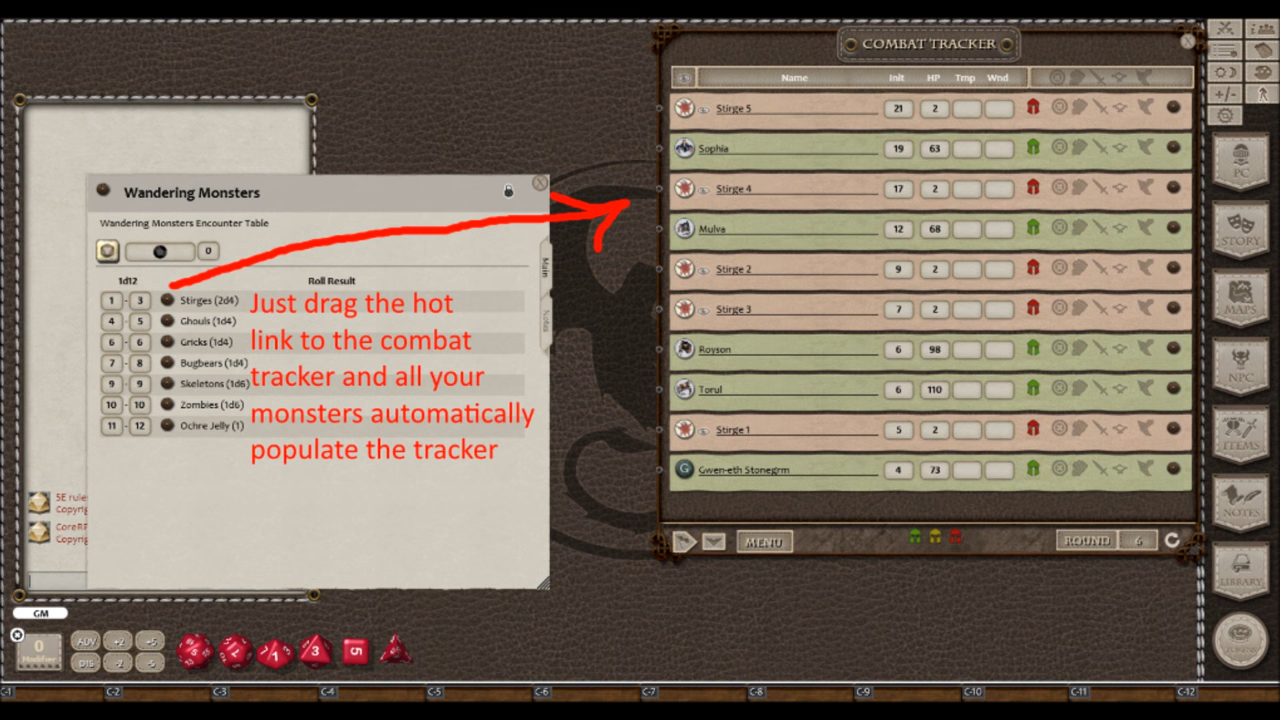 COMBAT TRACKER
Name Init HP Tmp Wnd
Stirge 5 21 2
Sophia 19 63
Stirge 4 17 2
Mulva 12 68
Stirge 2 9 2
Stirge 3 7 2
Royson 6 98
Torul 6 110
Stirge 1 5 2
G Gwen-eth Stonegrm 4 73
MENU
ROUND 6
Wandering Monsters
Wandering Monsters Encounter Table
0
1d12 Roll Result
1 - 3 Stirges (2d4)
4 - 5 Ghouls (1d4)
6 - 6 Gricks (1d4)
7 - 8 Bugbears (1d4)
9 - 9 Skeletons (1d6)
10 - 10 Zombies (1d6)
11 - 12 Ochre Jelly (1)
Main
Notes
Just drag the hot
link to the combat
tracker and all your
monsters automatically
populate the tracker
5E rule
Copyrig
CoreRP
Copyrig
GM
0
Modifier
ADV +2 +5
DIS -2 -5
+/-
PC
STORY
MAPS
NPC
ITEMS
NOTES
LIBRARY
TOKENS
C-1 C-2 C-3 C-4 C-5 C-6 C-7 C-8 C-9 C-10 C-11 C-12